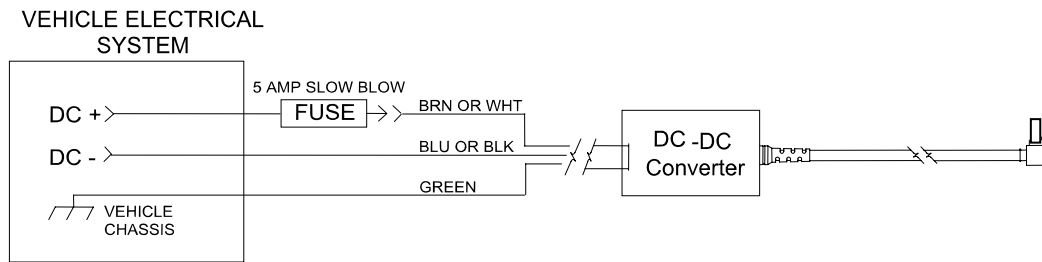 VEHICLE ELECTRICAL
SYSTEM
5 AMP SLOW BLOW
DC +
FUSE
BRN OR WHT
DC -
BLU OR BLK
DC -DC
Converter
GREEN
VEHICLE
CHASSIS